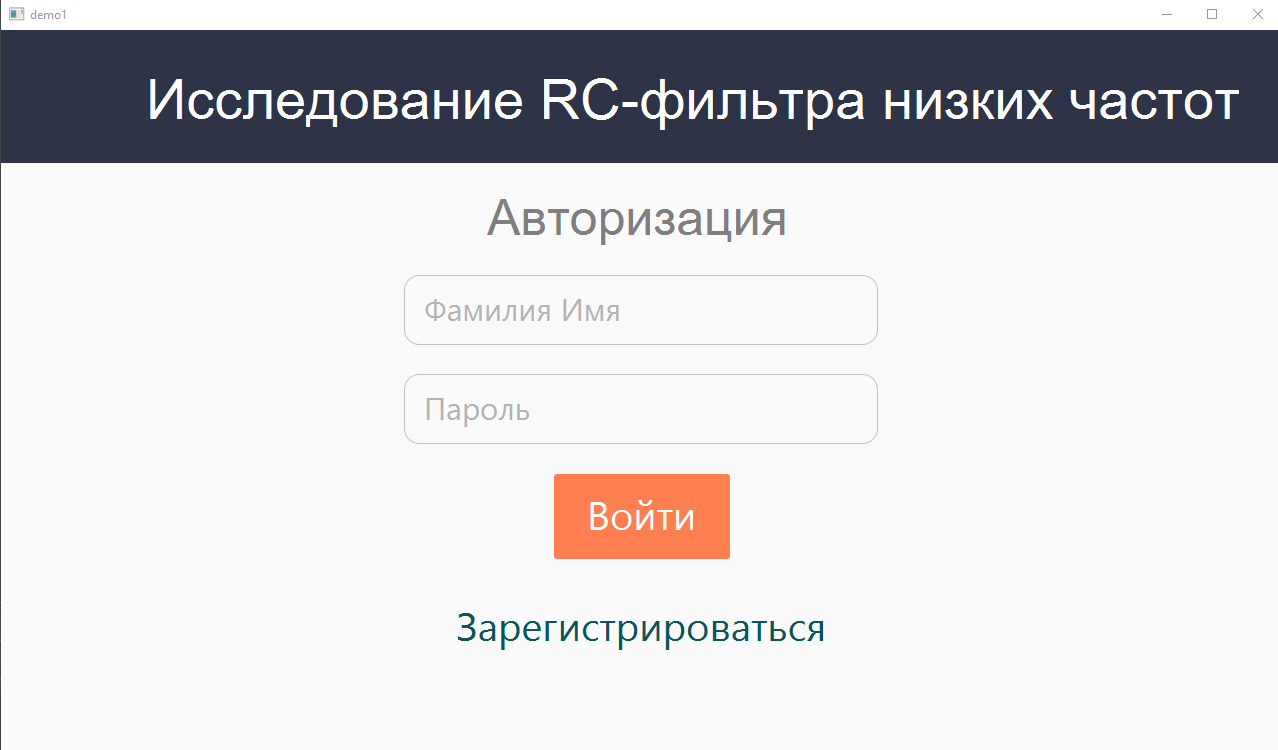 demo1
Исследование RC-фильтра низких частот
Авторизация
Фамилия Имя
Пароль
Войти
Зарегистрироваться